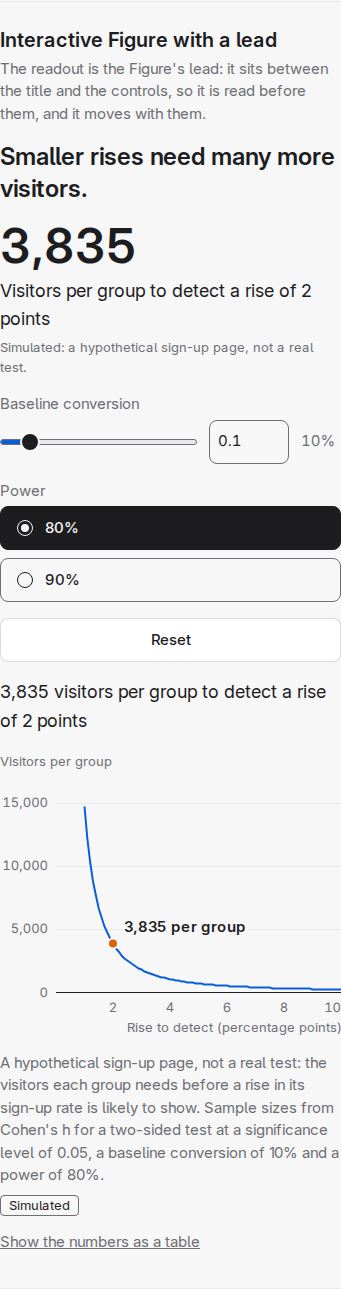 Interactive Figure with a lead
The readout is the Figure's lead: it sits between
the title and the controls, so it is read before
them, and it moves with them.
Smaller rises need many more
visitors.
3,835
Visitors per group to detect a rise of 2
points
Simulated: a hypothetical sign-up page, not a real
test.
Baseline conversion
0.1
10%
Power
80%
90%
Reset
3,835 visitors per group to detect a rise
of 2 points
Visitors per group
15,000
10,000
5,000
3,835 per group
0
2 4 6 8 10
Rise to detect (percentage points)
A hypothetical sign-up page, not a real test: the
visitors each group needs before a rise in its
sign-up rate is likely to show. Sample sizes from
Cohen's h for a two-sided test at a significance
level of 0.05, a baseline conversion of 10% and a
power of 80%.
Simulated
Show the numbers as a table